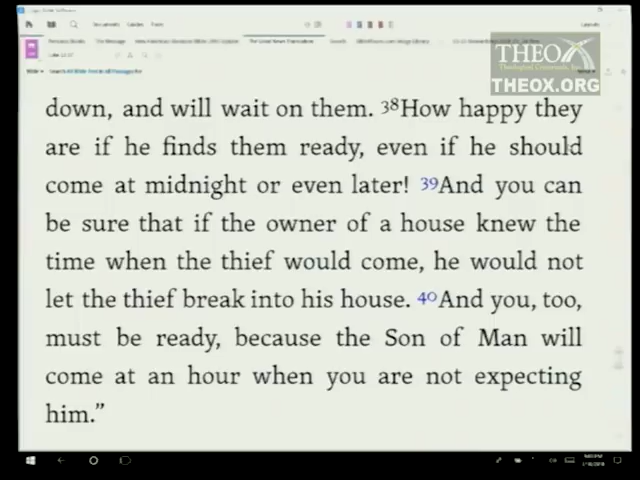 THEOX
THEOX.ORG
down, and will wait on them. 38How happy they
are if he finds them ready, even if he should
come at midnight or even later! 39And you can
be sure that if the owner of a house knew the
time when the thief would come, he would not
let the thief break into his house. 40And you, too,
must be ready, because the Son of Man will
come at an hour when you are not expecting
him.”